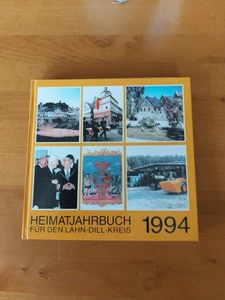 HEIMATJAHRBUCH
FÜR DEN LAHN-DILL-KREIS 1994